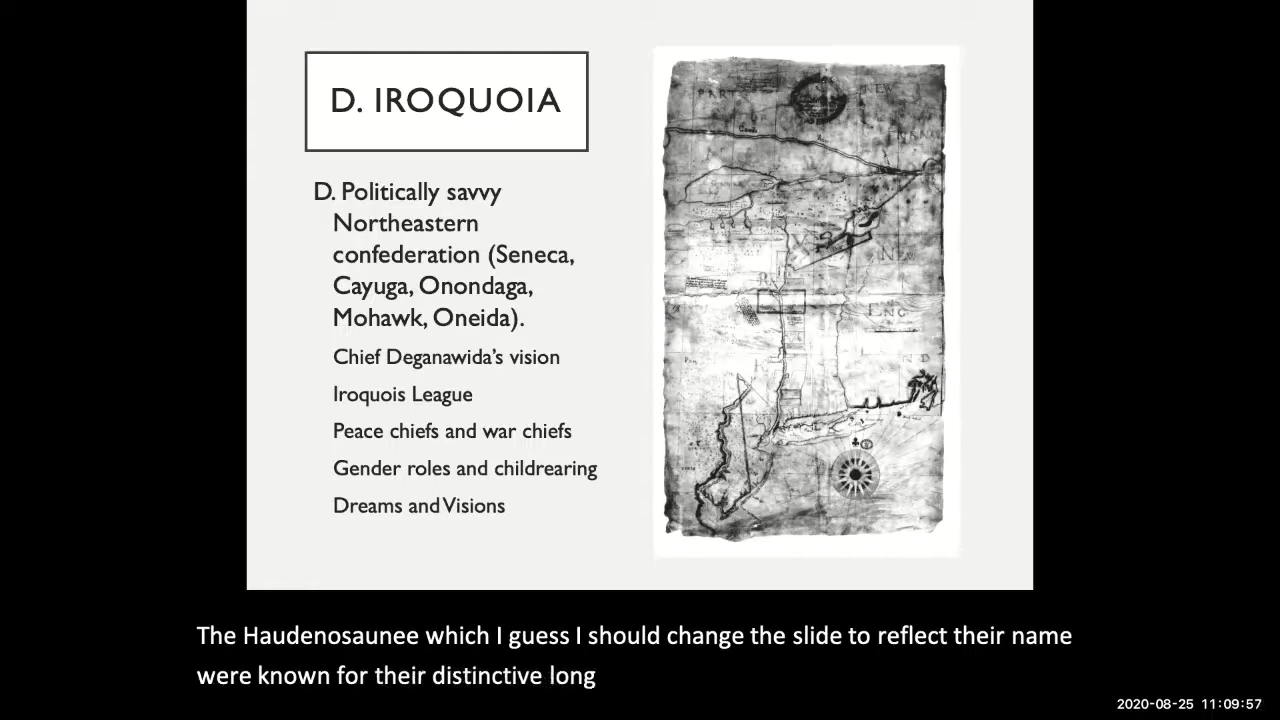 D. IROQUOIA
D. Politically savvy
Northeastern
confederation (Seneca,
Cayuga, Onondaga,
Mohawk, Oneida).
Chief Deganawida’s vision
Iroquois League
Peace chiefs and war chiefs
Gender roles and childrearing
Dreams and Visions
The Haudenosaunee which I guess I should change the slide to reflect their name
were known for their distinctive long
2020-08-25 11:09:57